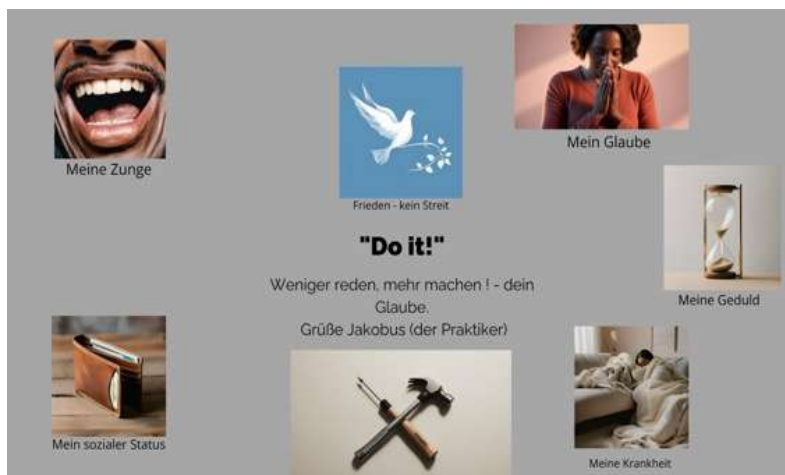 Meine Zunge
Frieden - kein Streit
Mein Glaube
"Do it!"
Weniger reden, mehr machen ! - dein
Glaube.
Grüße Jakobus (der Praktiker)
Meine Geduld
Mein sozialer Status
Meine Krankheit